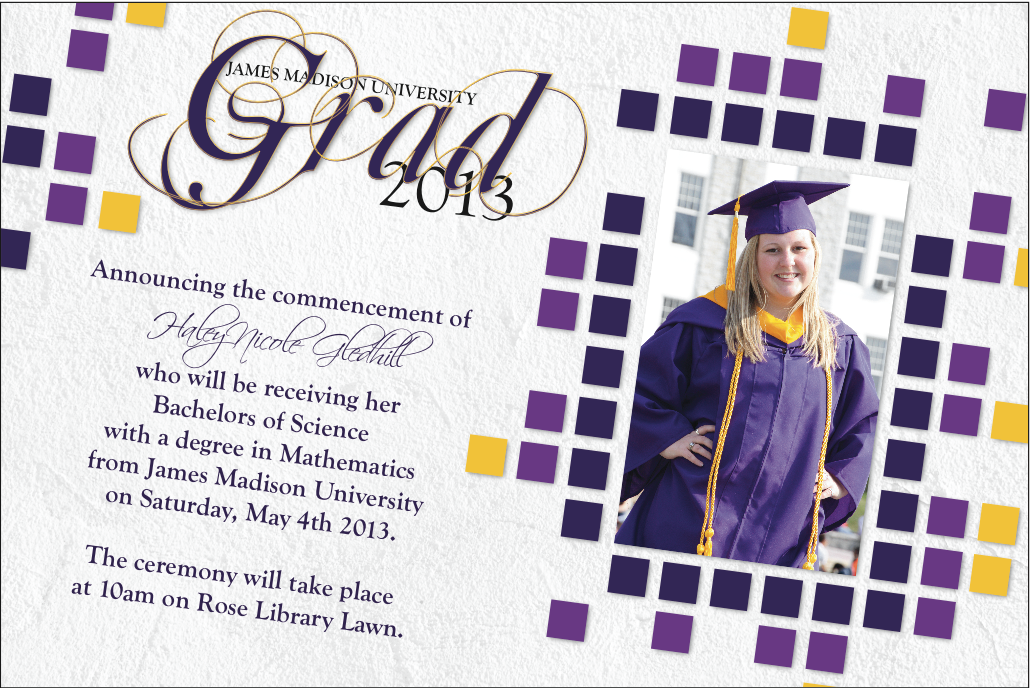 JAMES MADISON UNIVERSITY
Grad
2013
Announcing the commencement of
Haley Nicole Gledhill
who will be receiving her
Bachelors of Science
with a degree in Mathematics
from James Madison University
on Saturday, May 4th 2013.
The ceremony will take place
at 10am on Rose Library Lawn.